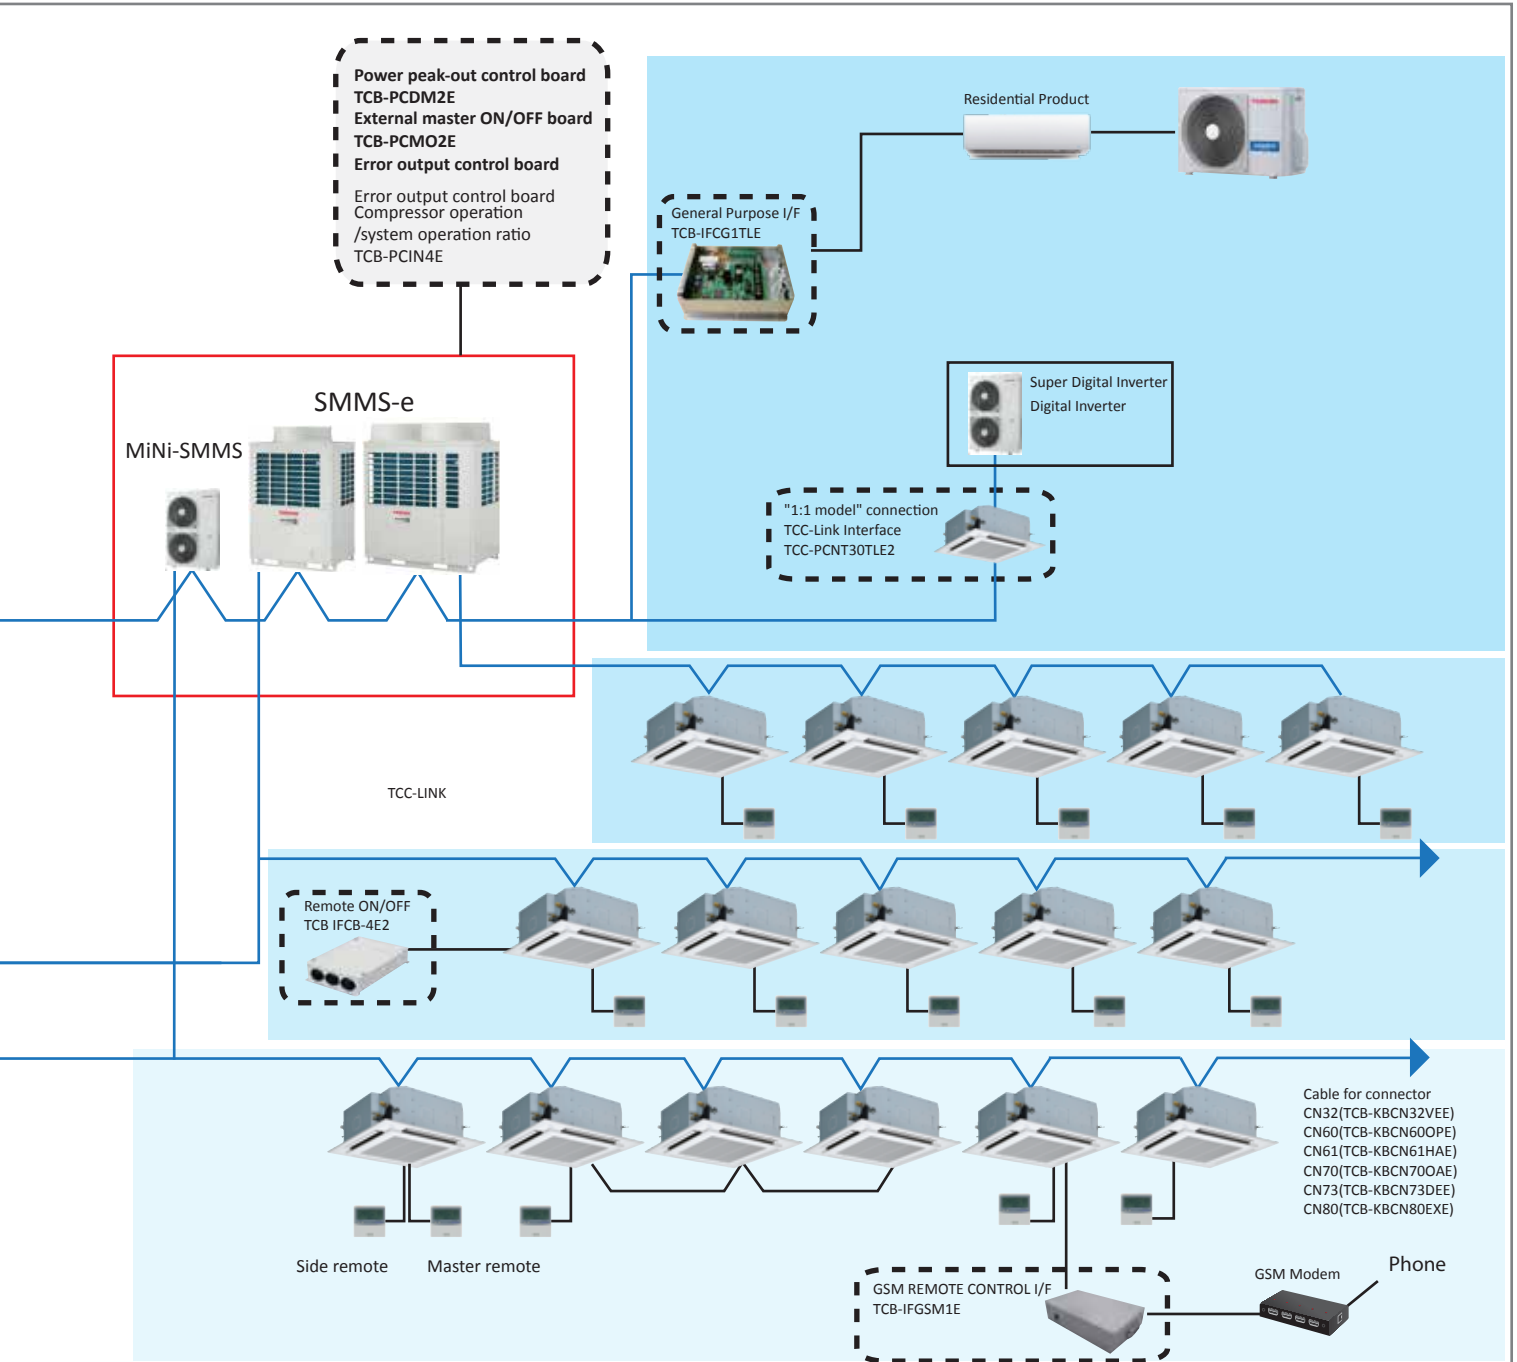 Power peak-out control board
TCB-PCDM2E
External master ON/OFF board
TCB-PCMO2E
Error output control board
Error output control board
Compressor operation
/system operation ratio
TCB-PCIN4E
Residential Product
General Purpose I/F
TCB-IFCG1TLE
Super Digital Inverter
Digital Inverter
"1:1 model" connection
TCC-Link Interface
TCC-PCNT30TLE2
SMMS-e
MiNi-SMMS
TCC-LINK
Remote ON/OFF
TCB IFCB-4E2
Cable for connector
CN32(TCB-KBCN32VEE)
CN60(TCB-KBCN60OPE)
CN61(TCB-KBCN61HAE)
CN70(TCB-KBCN70OAE)
CN73(TCB-KBCN73DEE)
CN80(TCB-KBCN80EXE)
Side remote
Master remote
GSM REMOTE CONTROL I/F
TCB-IFGSM1E
GSM Modem
Phone